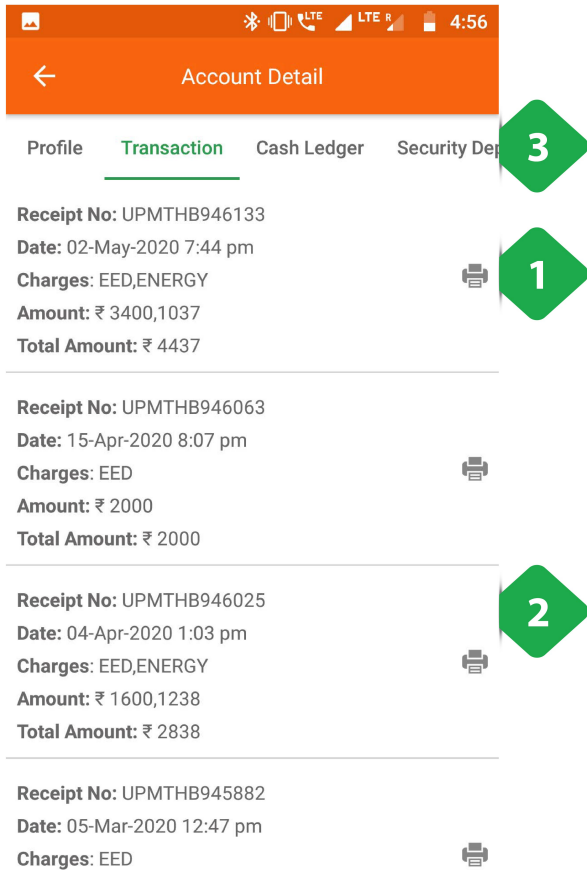 LTE LTE R 4:56
Account Detail
Profile Transaction Cash Ledger Security Dep
3
Receipt No: UPMTHB946133
Date: 02-May-2020 7:44 pm
Charges: EED,ENERGY
1
Amount: ₹ 3400,1037
Total Amount: ₹ 4437
Receipt No: UPMTHB946063
Date: 15-Apr-2020 8:07 pm
Charges: EED
Amount: ₹ 2000
Total Amount: ₹ 2000
Receipt No: UPMTHB946025
2
Date: 04-Apr-2020 1:03 pm
Charges: EED,ENERGY
Amount: ₹ 1600,1238
Total Amount: ₹ 2838
Receipt No: UPMTHB945882
Date: 05-Mar-2020 12:47 pm
Charges: EED